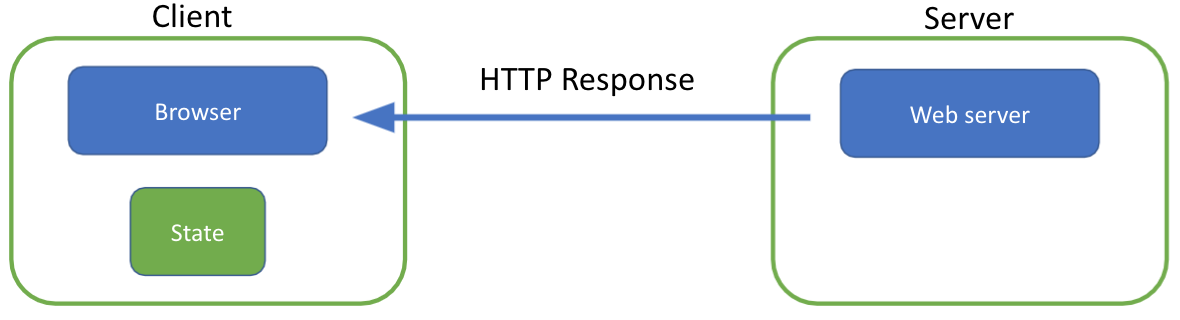 Client
Server
HTTP Response
Browser
Web server
State